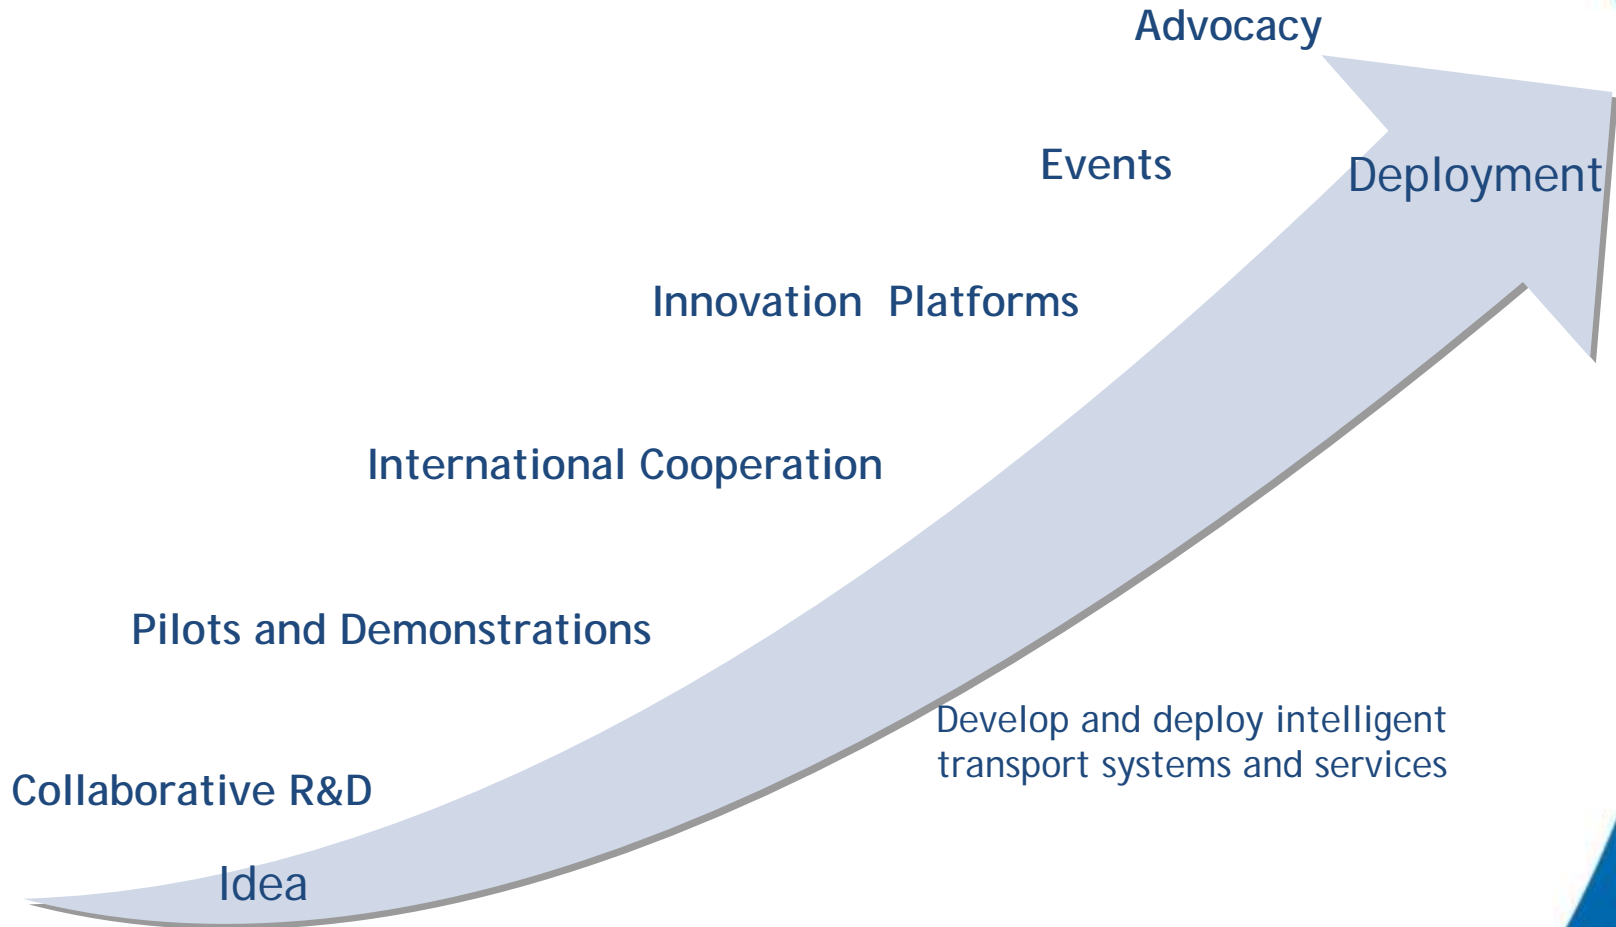 Advocacy
Events
Deployment
Innovation Platforms
International Cooperation
Pilots and Demonstrations
Develop and deploy intelligent
transport systems and services
Collaborative R&D
Idea